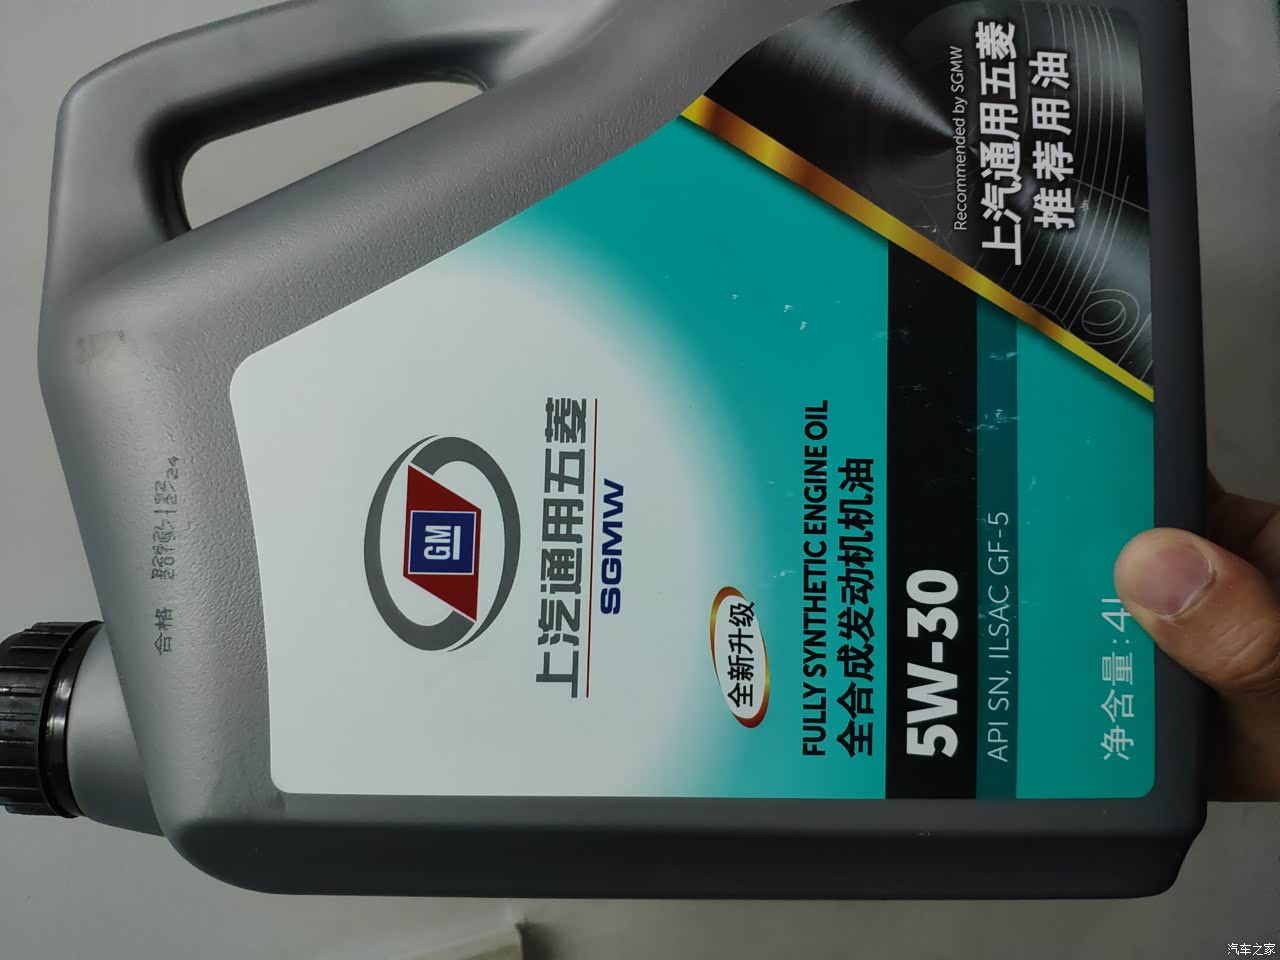 合格
GM
上汽通用五菱
SGMW
全新升级
FULLY SYNTHETIC ENGINE OIL
全合成发动机机油
5W-30
API SN, ILSAC GF-5
净含量:4L
Recommended by SGMW
上汽通用五菱
推荐用油
汽车之家